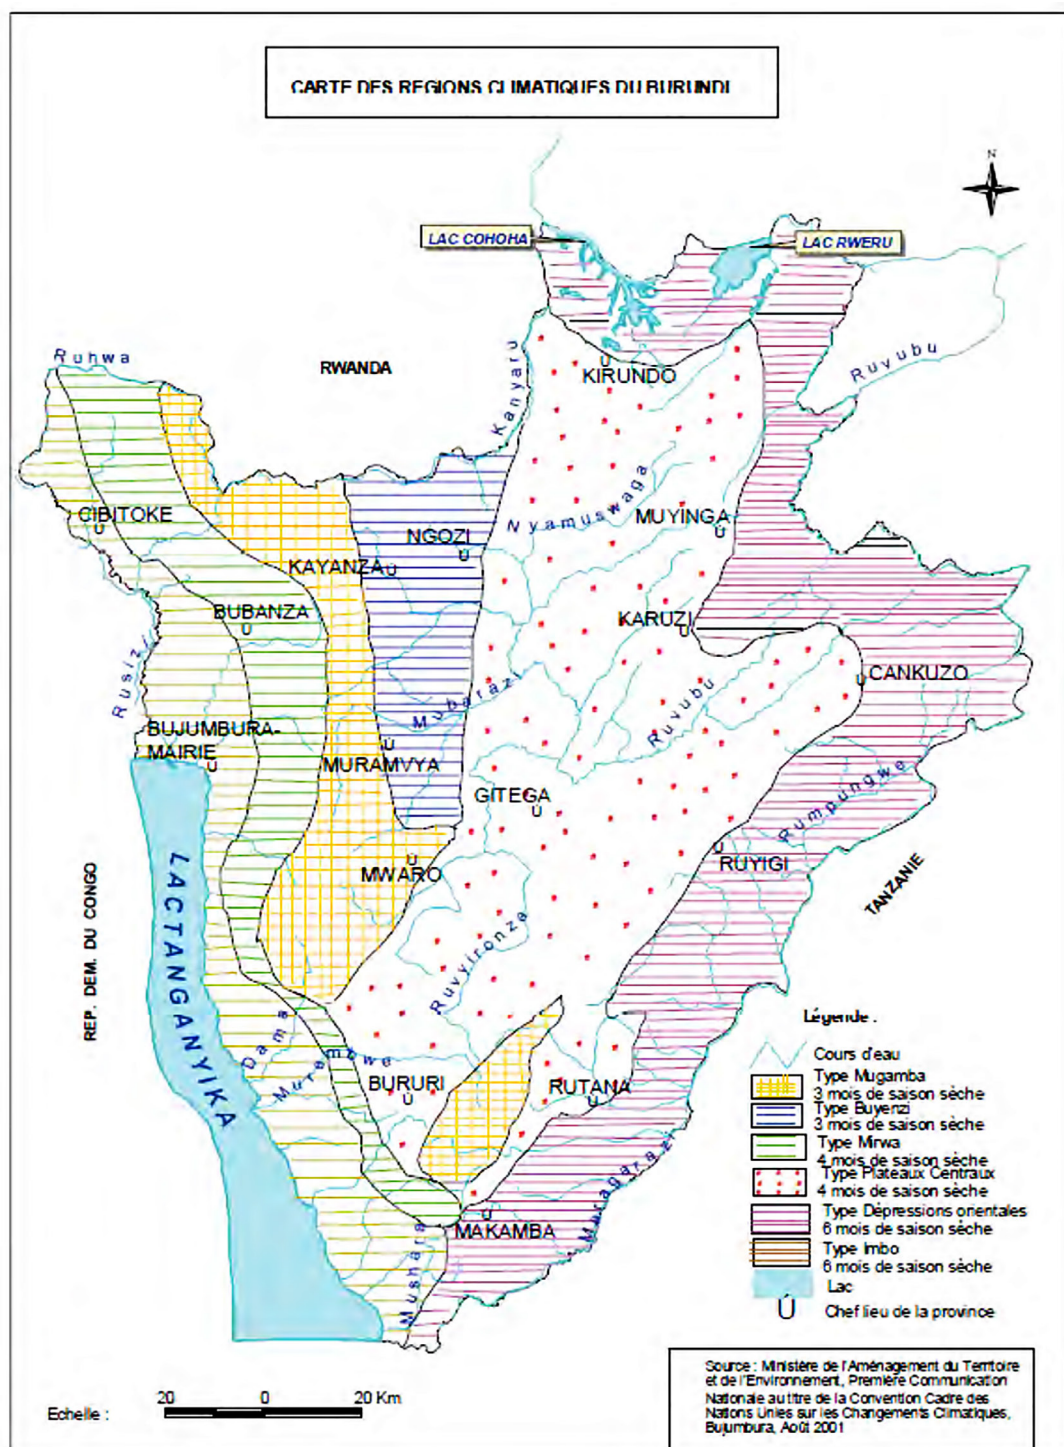 CARTE DES REGIONS CLIMATIQUES DU BURUNDI
N
LAC COHOHA
LAC RWERU
Ruhwa
RWANDA
Kanyaru
KIRUNDO
Ruvubu
CIBITOKE
NGOZI
Nyamuswaga
MUYINGA
KAYANZA
BUBANZA
KARUZI
Rusizi
Mubarazi
Ruvubu
CANKUZO
BUJUMBURA-
MAIRIE
MURAMVYA
GITEGA
Rumpungwe
REP. DEM. DU CONGO
LAC TANGANYIKA
MWARO
RUYIGI
TANZANIE
Ruvyironze
Dama
Murembwe
BURURI
RUTANA
Maragarazi
MAKAMBA
Mushara
Légende :
Cours d'eau
Type Mugamba
3 mois de saison sèche
Type Buyenzi
3 mois de saison sèche
Type Mirwa
4 mois de saison sèche
Type Plateaux Centraux
4 mois de saison sèche
Type Dépressions orientales
6 mois de saison sèche
Type Imbo
6 mois de saison sèche
Lac
Ú Chef lieu de la province
Echelle :
20 0 20 Km
Source : Ministère de l'Aménagement du Territoire
et de l'Environnement, Première Communication
Nationale au titre de la Convention Cadre des
Nations Unies sur les Changements Climatiques,
Bujumbura, Août 2001